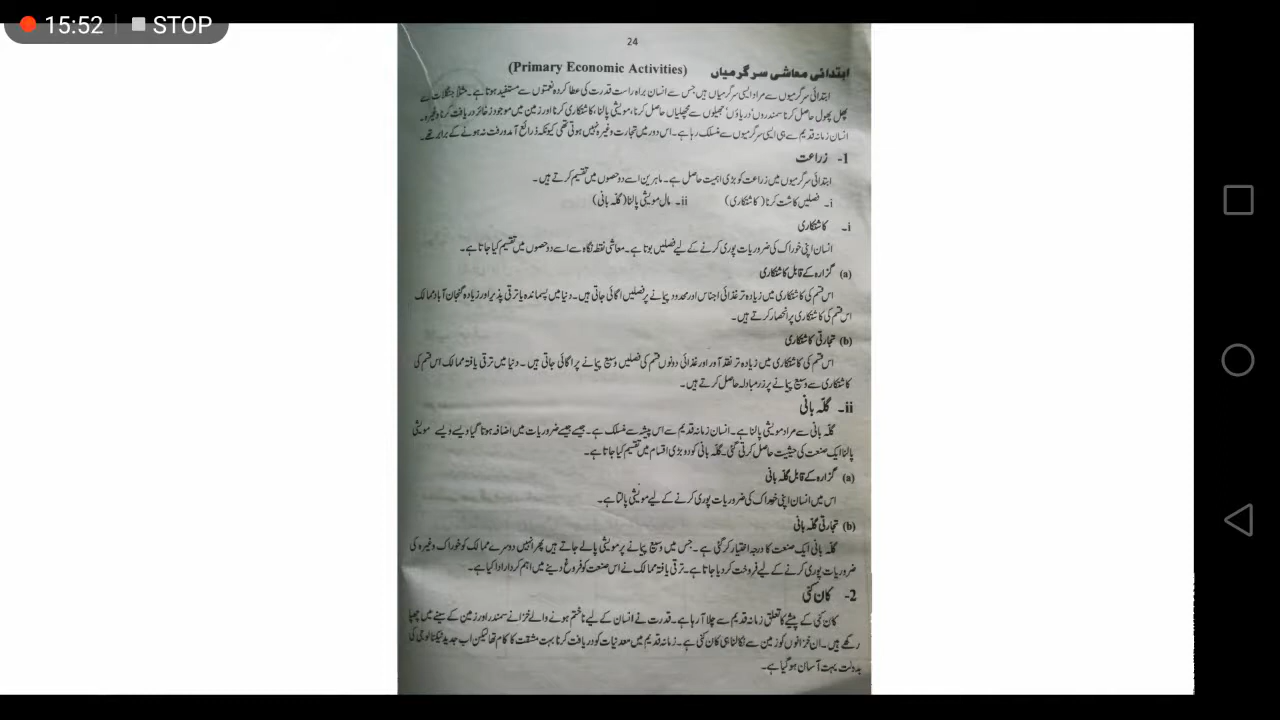 15:52 STOP
24
ابتدائی معاشی سرگرمیاں (Primary Economic Activities)
ابتدائی سرگرمیوں سے مراد ایسی سرگرمیاں ہیں جس سے انسان براہ راست قدرت کی عطا کردہ نعمتوں سے مستفید ہوتا ہے۔ مثلاً جنگلات سے
پھل پھول حاصل کرنا، سمندروں، دریاؤں، جھیلوں سے مچھلیاں حاصل کرنا، مویشی پالنا، کاشتکاری کرنا اور زمین میں موجود ذخائر دریافت کرنا وغیرہ۔
انسان زمانہ قدیم سے ہی ایسی سرگرمیوں سے منسلک رہا ہے۔ اس دور میں تجارت وغیرہ نہیں ہوتی تھی کیونکہ ذرائع آمدورفت نہ ہونے کے برابر تھے۔
1- زراعت
ابتدائی سرگرمیوں میں زراعت کو بڑی اہمیت حاصل ہے۔ ماہرین اسے دو حصوں میں تقسیم کرتے ہیں۔
i۔ فصلیں کاشت کرنا (کاشتکاری) ii۔ مال مویشی پالنا (گلّہ بانی)
i۔ کاشتکاری
انسان اپنی خوراک کی ضروریات پوری کرنے کے لیے فصلیں بوتا ہے۔ معاشی نقطہ نگاہ سے اسے دو حصوں میں تقسیم کیا جاتا ہے۔
(a) گزارہ کے قابل کاشتکاری
اس قسم کی کاشتکاری میں زیادہ تر غذائی اجناس اور محدود پیمانے پر فصلیں اگائی جاتی ہیں۔ دنیا میں پسماندہ یا ترقی پذیر اور زیادہ گنجان آباد ممالک
اس قسم کی کاشتکاری پر انحصار کرتے ہیں۔
(b) تجارتی کاشتکاری
اس قسم کی کاشتکاری میں زیادہ تر نقد آور اور غذائی دونوں قسم کی فصلیں وسیع پیمانے پر اگائی جاتی ہیں۔ دنیا میں ترقی یافتہ ممالک اس قسم کی
کاشتکاری سے وسیع پیمانے پر زرمبادلہ حاصل کرتے ہیں۔
ii۔ گلّہ بانی
گلّہ بانی سے مراد مویشی پالنا ہے۔ انسان زمانہ قدیم سے اس پیشہ سے منسلک ہے۔ جیسے جیسے ضروریات میں اضافہ ہوتا گیا ویسے ویسے مویشی
پالنا ایک صنعت کی حیثیت حاصل کرتی گئی۔ گلّہ بانی کو دو بڑی اقسام میں تقسیم کیا جاتا ہے۔
(a) گزارہ کے قابل گلّہ بانی
اس میں انسان اپنی خوراک کی ضروریات پوری کرنے کے لیے مویشی پالتا ہے۔
(b) تجارتی گلّہ بانی
گلّہ بانی ایک صنعت کا درجہ اختیار کر گئی ہے۔ جس میں وسیع پیمانے پر مویشی پالے جاتے ہیں پھر انہیں دوسرے ممالک کو خوراک وغیرہ کی
ضروریات پوری کرنے کے لیے فروخت کر دیا جاتا ہے۔ ترقی یافتہ ممالک نے اس صنعت کو فروغ دینے میں اہم کردار ادا کیا ہے۔
2- کان کنی
کان کنی کے پیشے کا تعلق زمانہ قدیم سے چلا آ رہا ہے۔ قدرت نے انسان کے لیے نا ختم ہونے والے خزانے سمندر اور زمین کے سینے میں چھپا
رکھے ہیں۔ ان خزانوں کو زمین سے نکالنا ہی کان کنی ہے۔ زمانہ قدیم میں معدنیات کو دریافت کرنا بہت مشقت کا کام تھا لیکن اب جدید ٹیکنالوجی کی
بدولت بہت آسان ہو گیا ہے۔